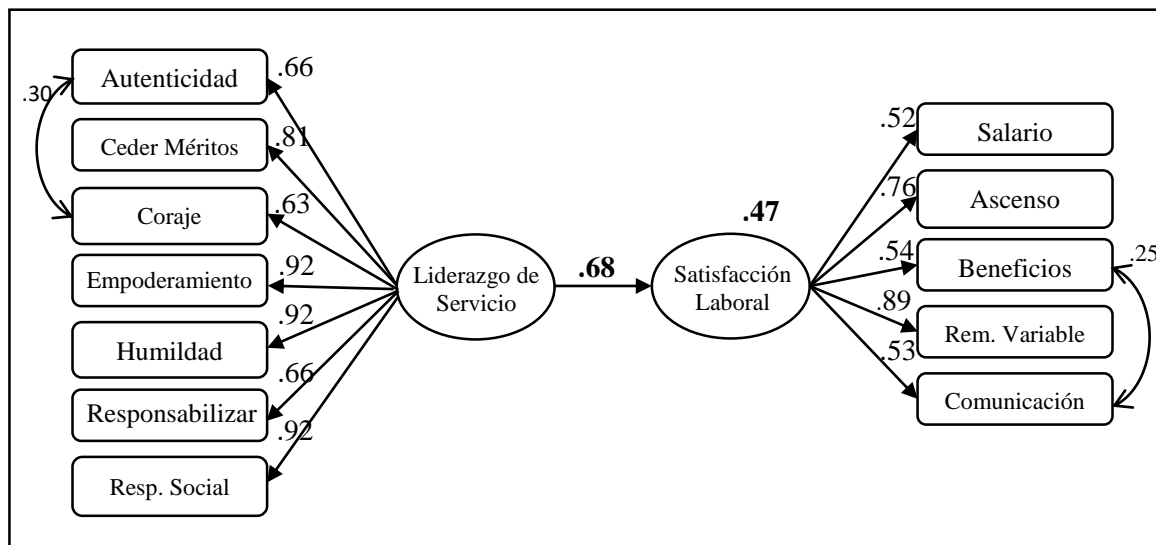 .30
Autenticidad
.66
Ceder Méritos
.81
Coraje
.63
Empoderamiento
.92
Humildad
.92
Responsabilizar
.66
Resp. Social
.92
Liderazgo de
Servicio
.68
.47
Satisfacción
Laboral
.52
Salario
.76
Ascenso
.54
Beneficios
.25
.89
Rem. Variable
.53
Comunicación